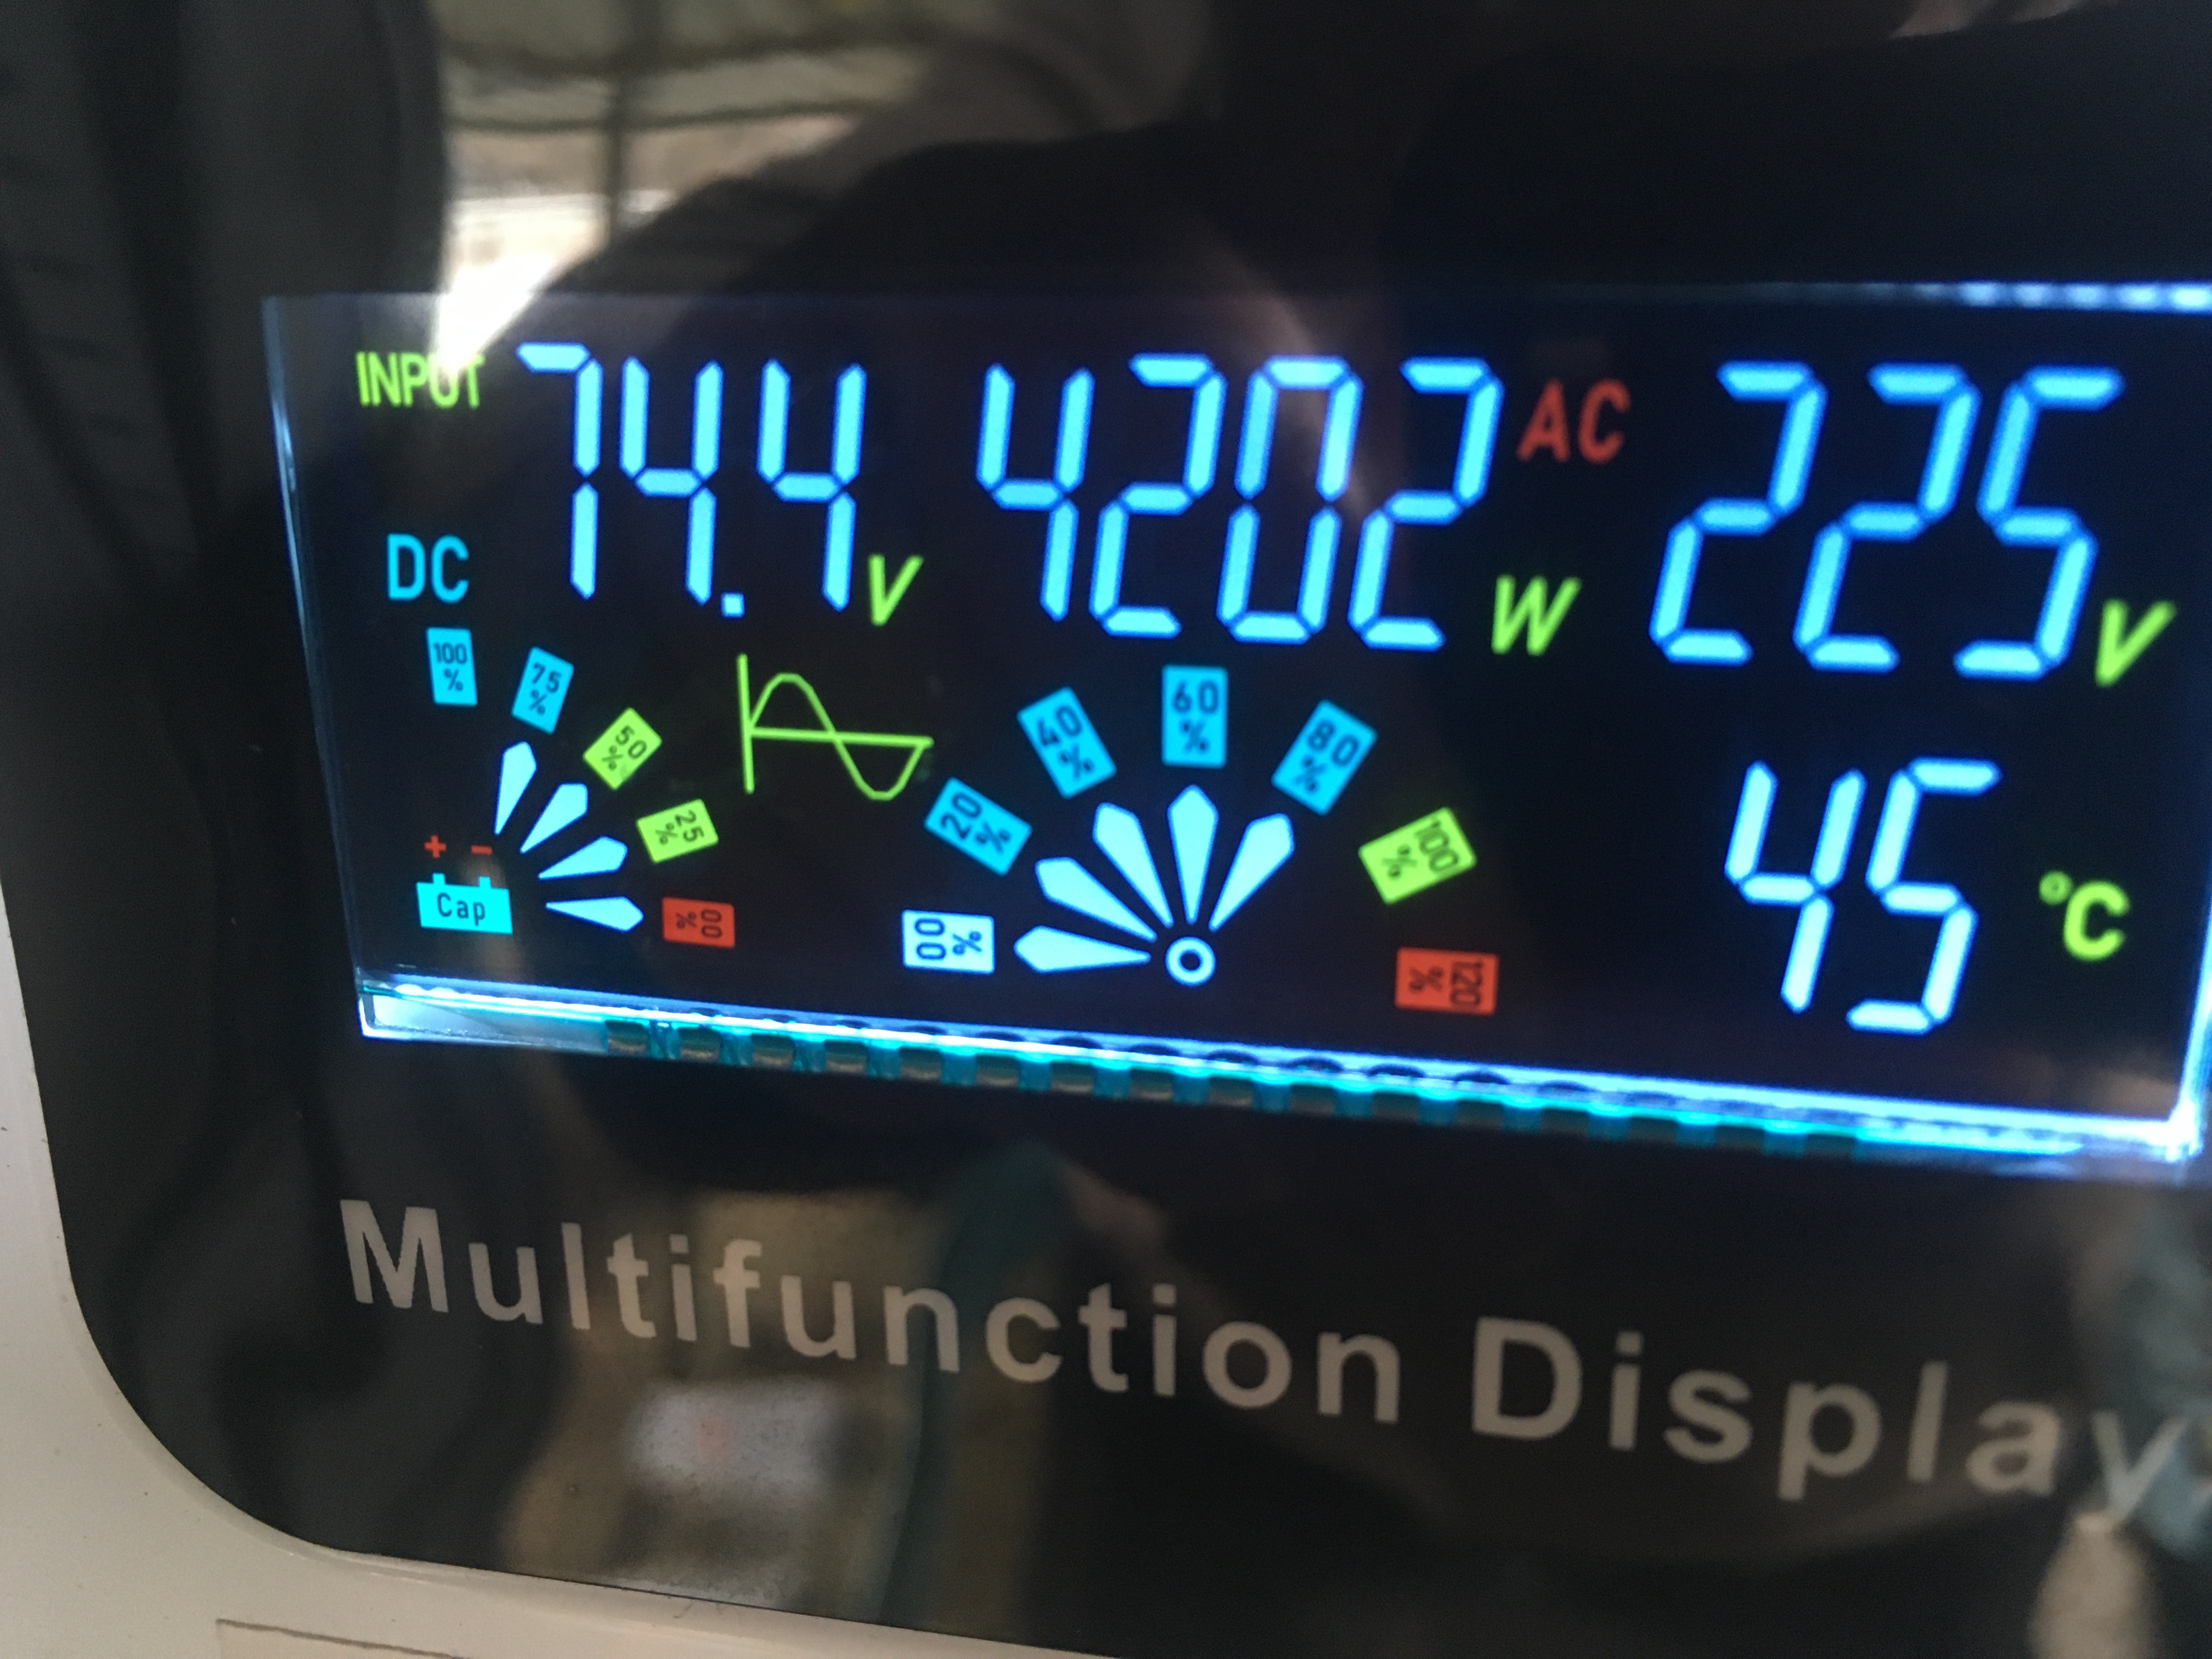 INPUT 74.4 V 4202 W AC 225 V
DC
100 % 75 % 50 % 25 % 00 %
+ -
Cap
00 % 20 % 40 % 60 % 80 % 100 % 120 %
45 °C
Multifunction Display